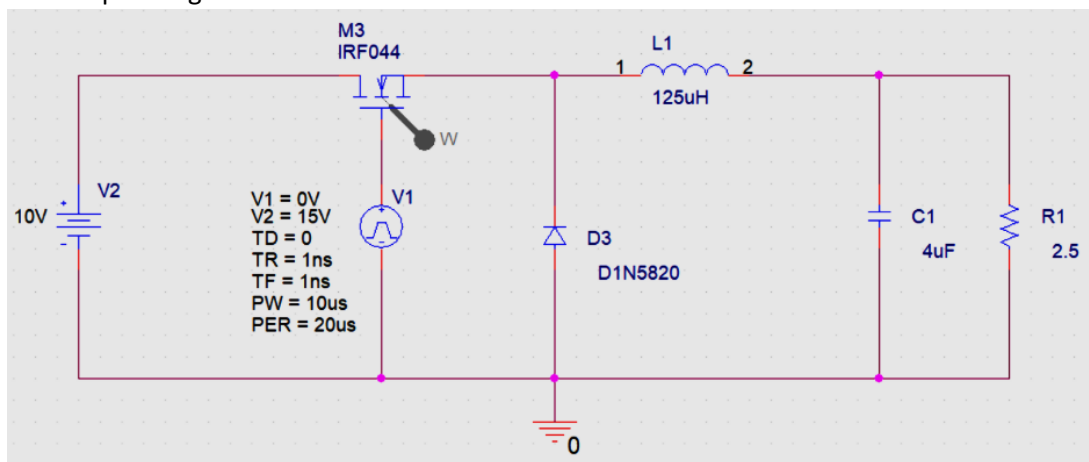 M3
IRF044
L1
1
2
125uH
W
V2
10V
V1 = 0V
V2 = 15V
TD = 0
TR = 1ns
TF = 1ns
PW = 10us
PER = 20us
V1
D3
D1N5820
C1
4uF
R1
2.5
0